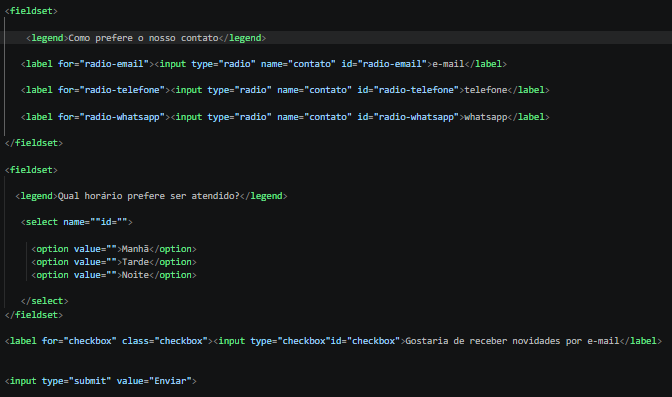 <fieldset>
<legend>Como prefere o nosso contato</legend>
<label for="radio-email"><input type="radio" name="contato" id="radio-email">e-mail</label>
<label for="radio-telefone"><input type="radio" name="contato" id="radio-telefone">telefone</label>
<label for="radio-whatsapp"><input type="radio" name="contato" id="radio-whatsapp">whatsapp</label>
</fieldset>
<fieldset>
<legend>Qual horário prefere ser atendido?</legend>
<select name=""id="">
<option value="">Manhã</option>
<option value="">Tarde</option>
<option value="">Noite</option>
</select>
</fieldset>
<label for="checkbox" class="checkbox"><input type="checkbox"id="checkbox">Gostaria de receber novidades por e-mail</label>
<input type="submit" value="Enviar">